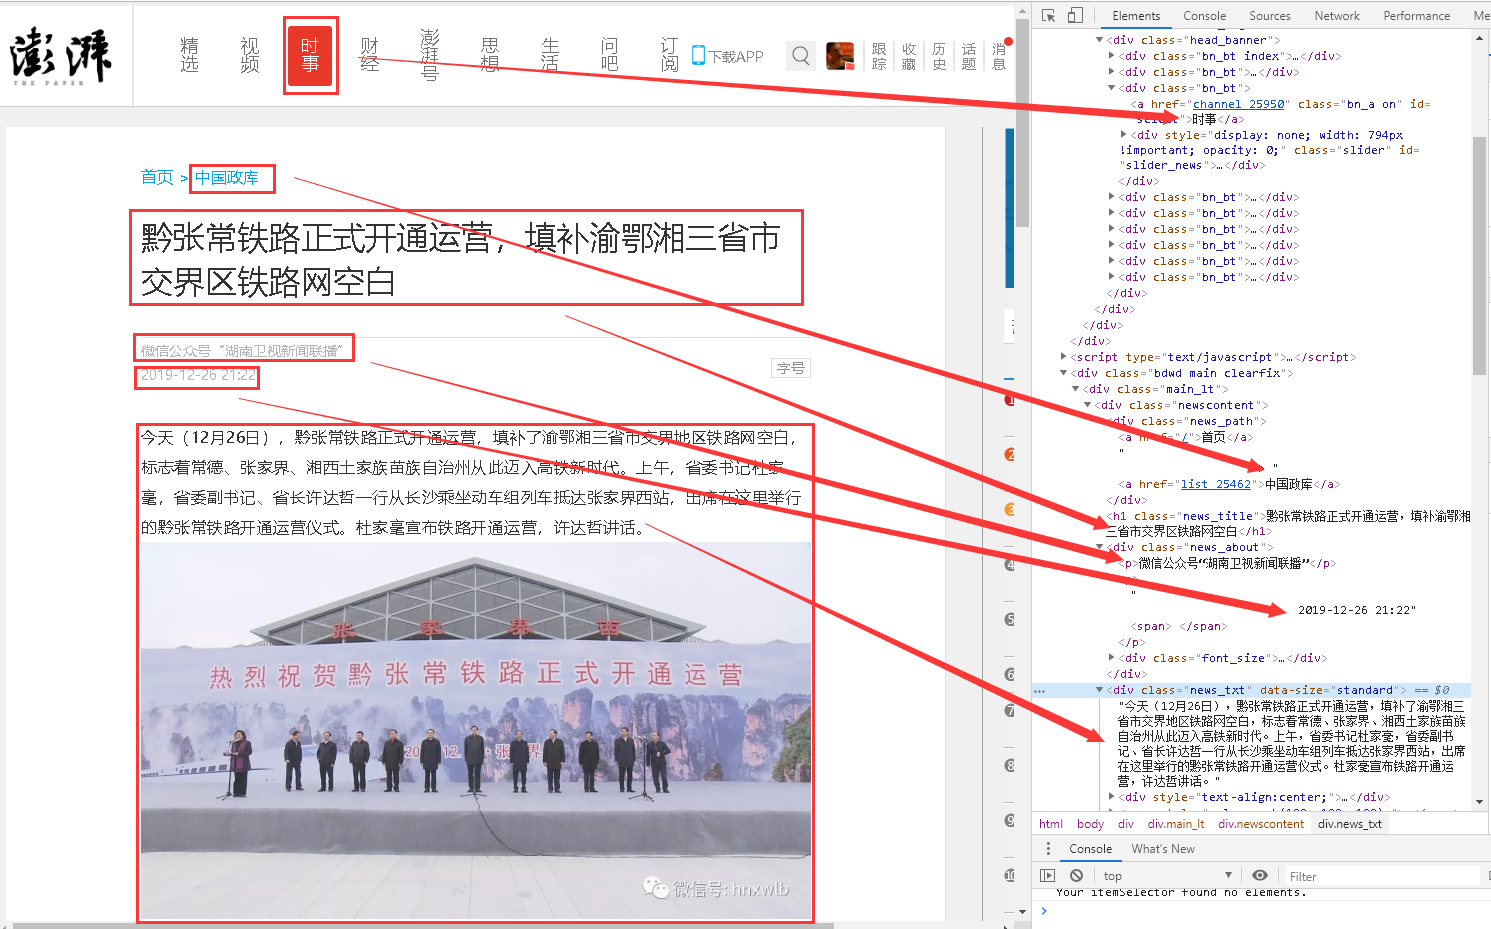 澎湃
THE PAPER
精选
视频
时事
财经
澎湃号
思想
生活
问吧
订阅
下载APP
跟踪
收藏
历史
话题
消息
首页 > 中国政库
黔张常铁路正式开通运营，填补渝鄂湘三省市
交界区铁路网空白
微信公众号“湖南卫视新闻联播”
2019-12-26 21:22
字号
今天（12月26日），黔张常铁路正式开通运营，填补了渝鄂湘三省市交界地区铁路网空白，
标志着常德、张家界、湘西土家族苗族自治州从此迈入高铁新时代。上午，省委书记杜家
毫，省委副书记、省长许达哲一行从长沙乘坐动车组列车抵达张家界西站，出席在这里举行
的黔张常铁路开通运营仪式。杜家毫宣布铁路开通运营，许达哲讲话。
张家界西
热烈祝贺黔张常铁路正式开通运营
微信号: hnxwlb
1
2
3
4
5
6
7
8
9
10
Elements Console Sources Network Performance Me
<div class="head_banner">
<div class="bn_bt index">…</div>
<div class="bn_bt">…</div>
<div class="bn_bt">
<a href="channel_25950" class="bn_a on" id=
">时事</a>
<div style="display: none; width: 794px
!important; opacity: 0;" class="slider" id=
"slider_news">…</div>
</div>
<div class="bn_bt">…</div>
<div class="bn_bt">…</div>
<div class="bn_bt">…</div>
<div class="bn_bt">…</div>
<div class="bn_bt">…</div>
<div class="bn_bt">…</div>
</div>
</div>
</div>
</div>
<script type="text/javascript">…</script>
<div class="bdwd main clearfix">
<div class="main_lt">
<div class="newscontent">
<div class="news_path">
<a href="/">首页</a>
"
"
<a href="list_25462">中国政库</a>
</div>
<h1 class="news_title">黔张常铁路正式开通运营，填补渝鄂湘
三省市交界区铁路网空白</h1>
<div class="news_about">
<p>微信公众号“湖南卫视新闻联播”</p>
"
2019-12-26 21:22"
<span> </span>
</p>
<div class="font_size">…</div>
</div>
… <div class="news_txt" data-size="standard"> == $0
"今天（12月26日），黔张常铁路正式开通运营，填补了渝鄂湘三
省市交界地区铁路网空白，标志着常德、张家界、湘西土家族苗族
自治州从此迈入高铁新时代。上午，省委书记杜家毫，省委副书
记、省长许达哲一行从长沙乘坐动车组列车抵达张家界西站，出席
在这里举行的黔张常铁路开通运营仪式。杜家毫宣布铁路开通运
营，许达哲讲话。"
<div style="text-align:center;">…</div>
html body div div.main_lt div.newscontent div.news_txt
Console What's New
top Filter
Your itemSelector found no elements.
>